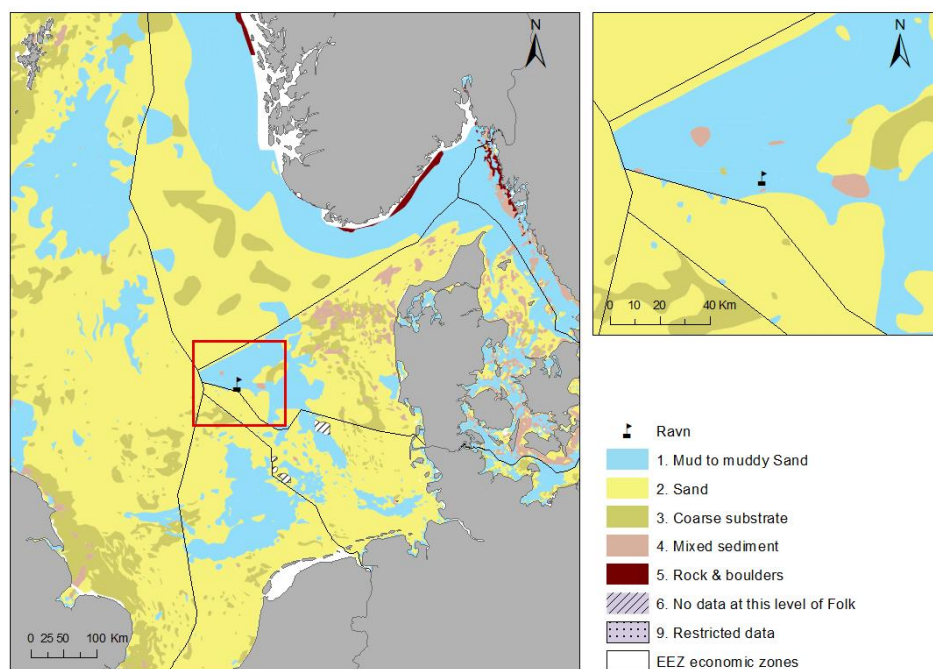 N
0 25 50 100 Km
N
0 10 20 40 Km
Ravn
1. Mud to muddy Sand
2. Sand
3. Coarse substrate
4. Mixed sediment
5. Rock & boulders
6. No data at this level of Folk
9. Restricted data
EEZ economic zones